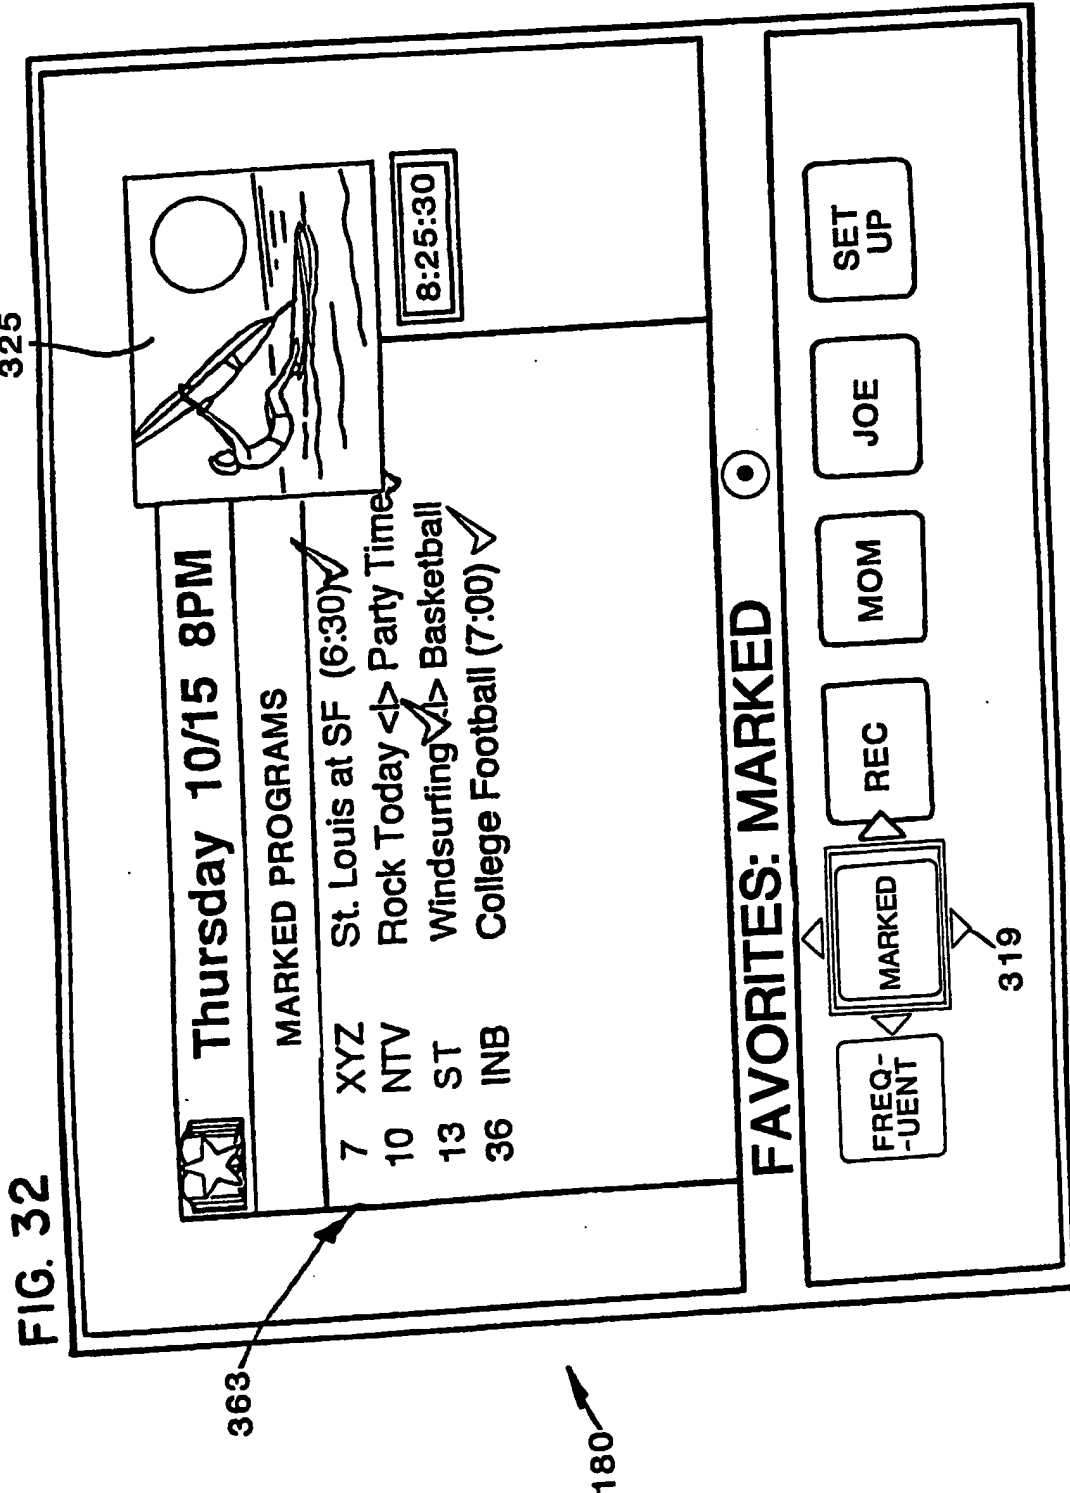 FIG. 32
325
363
180
Thursday 10/15 8PM
MARKED PROGRAMS
7 XYZ St. Louis at SF (6:30)
10 NTV Rock Today <|> Party Time
13 ST Windsurfing <|> Basketball
36 INB College Football (7:00)
8:25:30
FAVORITES: MARKED
FREQ-
-UENT
MARKED
REC
MOM
JOE
SET
UP
319